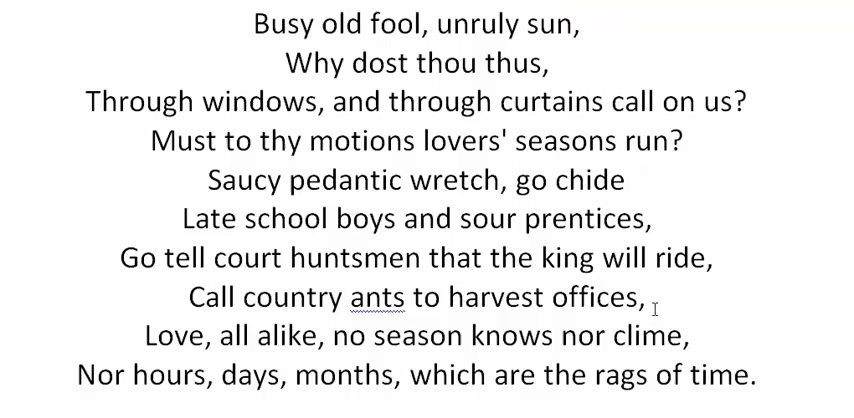 Busy old fool, unruly sun,
Why dost thou thus,
Through windows, and through curtains call on us?
Must to thy motions lovers' seasons run?
Saucy pedantic wretch, go chide
Late school boys and sour prentices,
Go tell court huntsmen that the king will ride,
Call country ants to harvest offices,
Love, all alike, no season knows nor clime,
Nor hours, days, months, which are the rags of time.